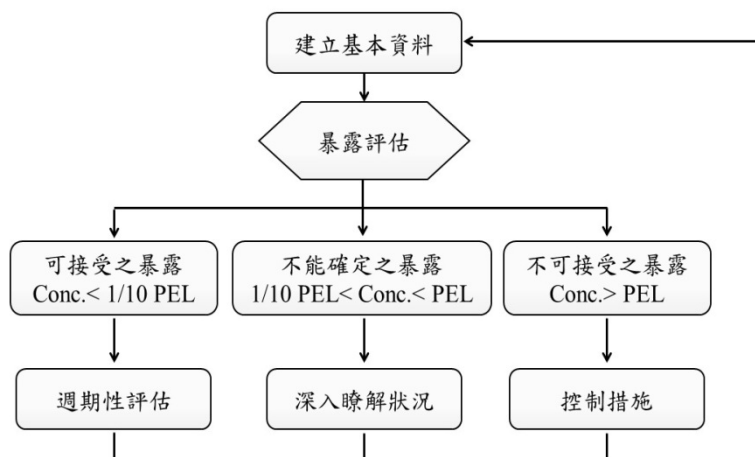 建立基本資料
暴露評估
可接受之暴露
Conc.< 1/10 PEL
不能確定之暴露
1/10 PEL< Conc.< PEL
不可接受之暴露
Conc.> PEL
週期性評估
深入瞭解狀況
控制措施